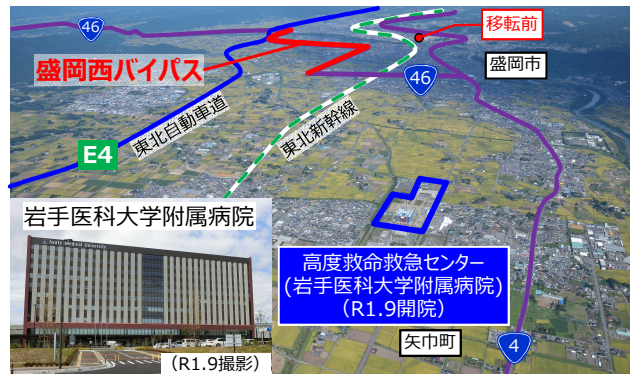 46
移転前
盛岡西バイパス
46
盛岡市
東北自動車道
東北新幹線
E4
岩手医科大学附属病院
Iwate Medical University
高度救命救急センター
(岩手医科大学附属病院)
(R1.9開院)
矢巾町
4
(R1.9撮影)